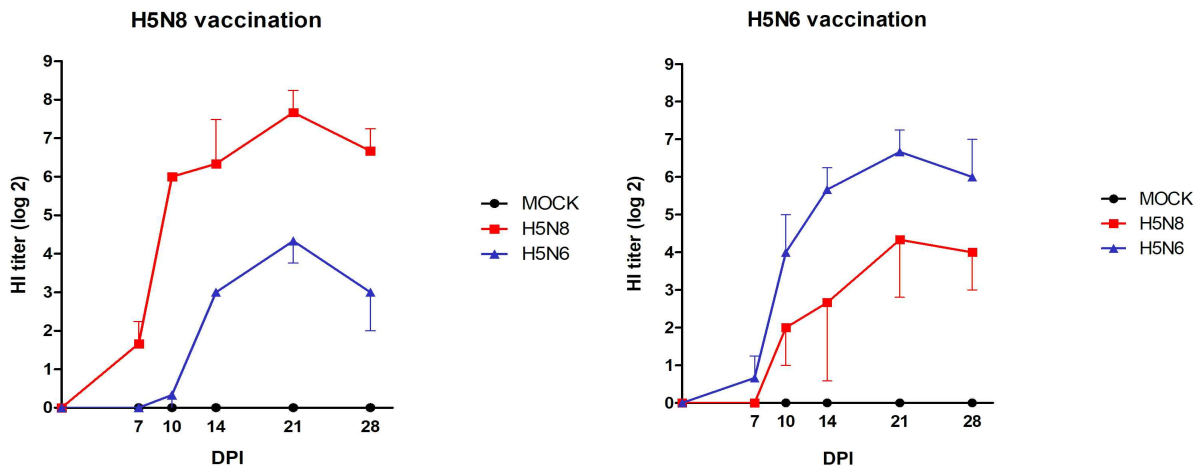 H5N8 vaccination
HI titer (log 2)
9
8
7
6
5
4
3
2
1
0
7 10 14 21 28
DPI
MOCK
H5N8
H5N6
H5N6 vaccination
HI titer (log 2)
9
8
7
6
5
4
3
2
1
0
7 10 14 21 28
DPI
MOCK
H5N8
H5N6